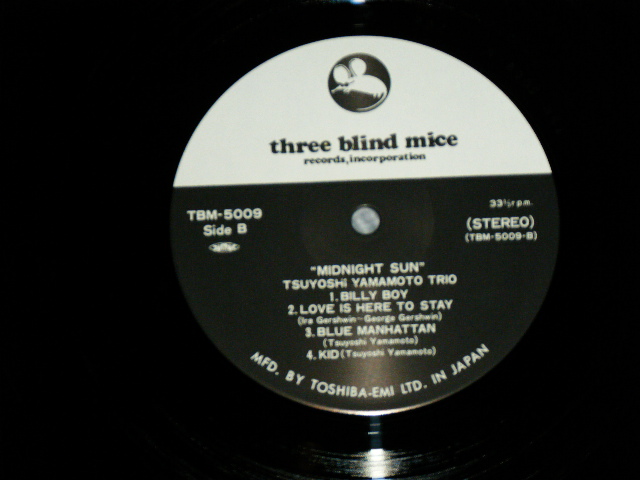 three blind mice
records, incorporation
TBM-5009
Side B
33⅓r.p.m.
(STEREO)
(TBM-5009-B)
"MIDNIGHT SUN"
TSUYOSHI YAMAMOTO TRIO
1. BILLY BOY
2. LOVE IS HERE TO STAY
(Ira Gershwin-George Gershwin)
3. BLUE MANHATTAN
(Tsuyoshi Yamamoto)
4. KID (Tsuyoshi Yamamoto)
MFD. BY TOSHIBA-EMI LTD. IN JAPAN